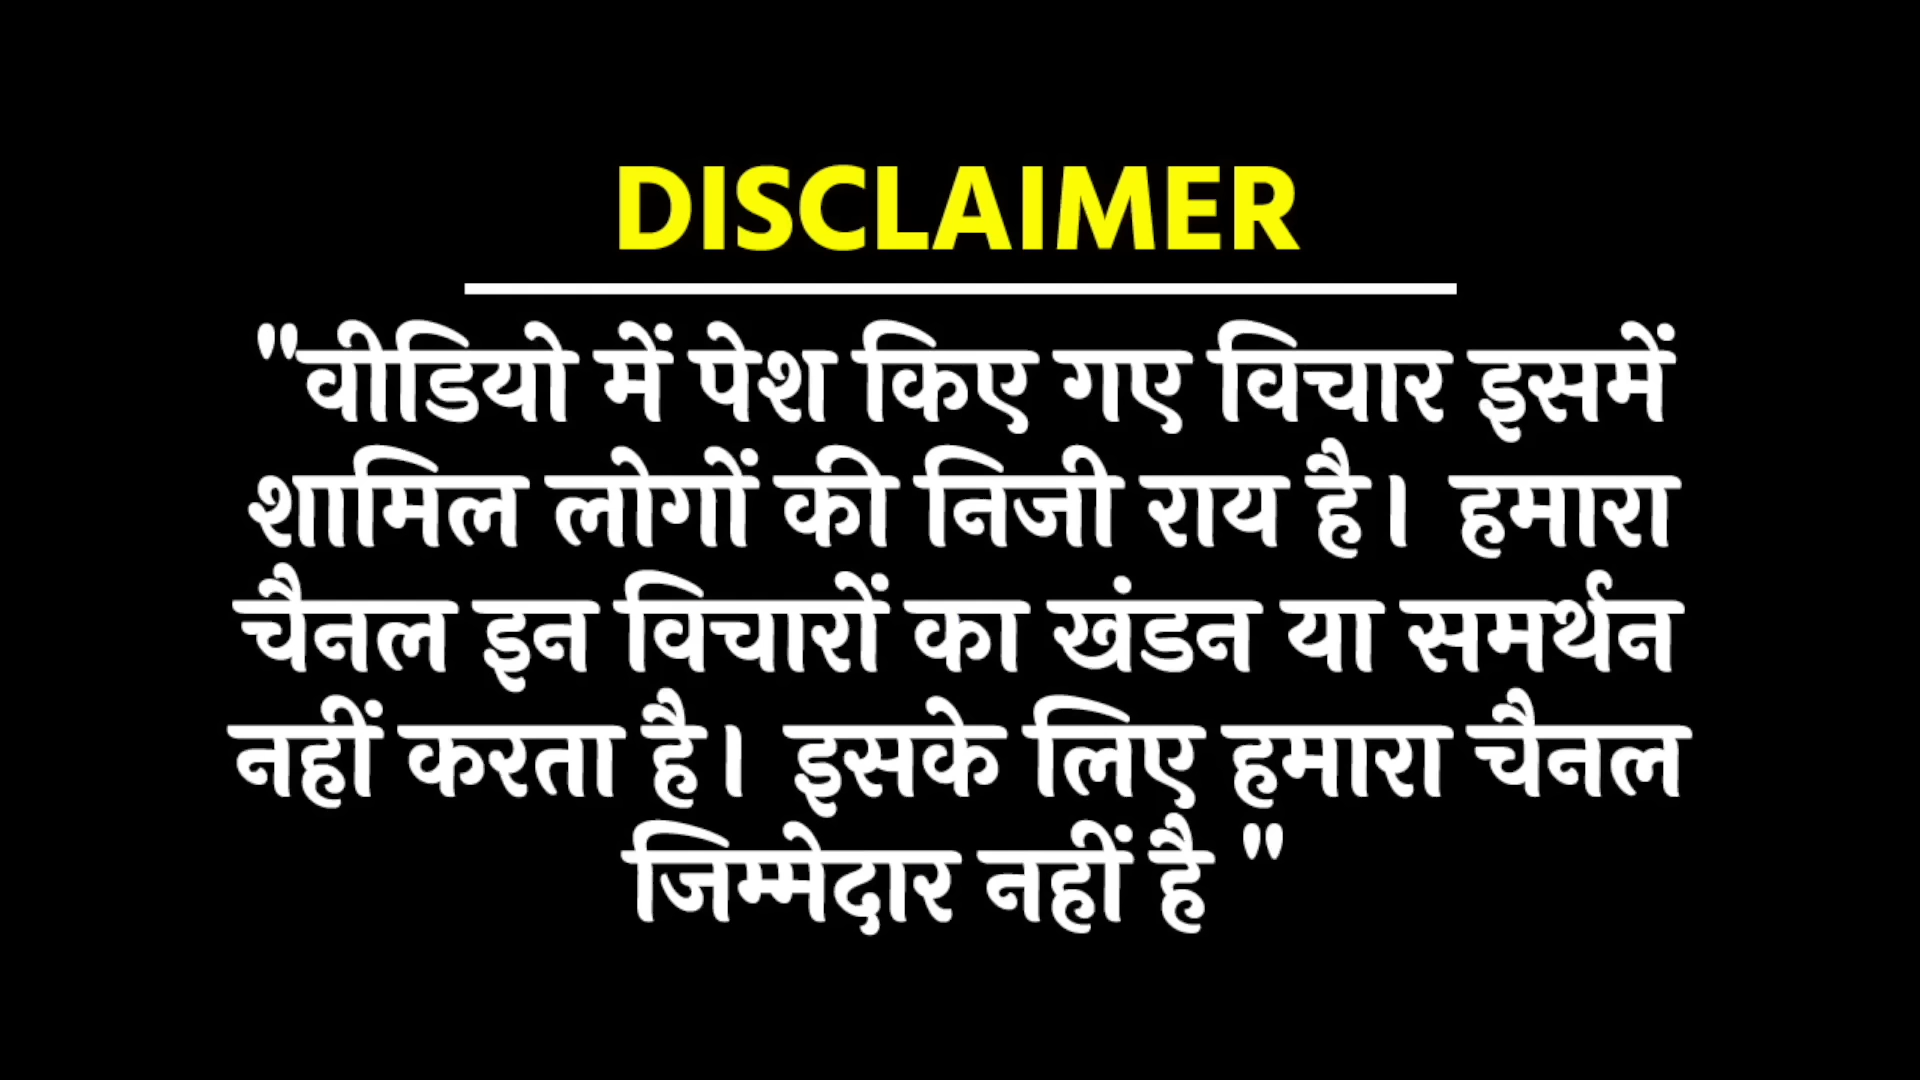 DISCLAIMER
"वीडियो में पेश किए गए विचार इसमें
शामिल लोगों की निजी राय है। हमारा
चैनल इन विचारों का खंडन या समर्थन
नहीं करता है। इसके लिए हमारा चैनल
जिम्मेदार नहीं है "